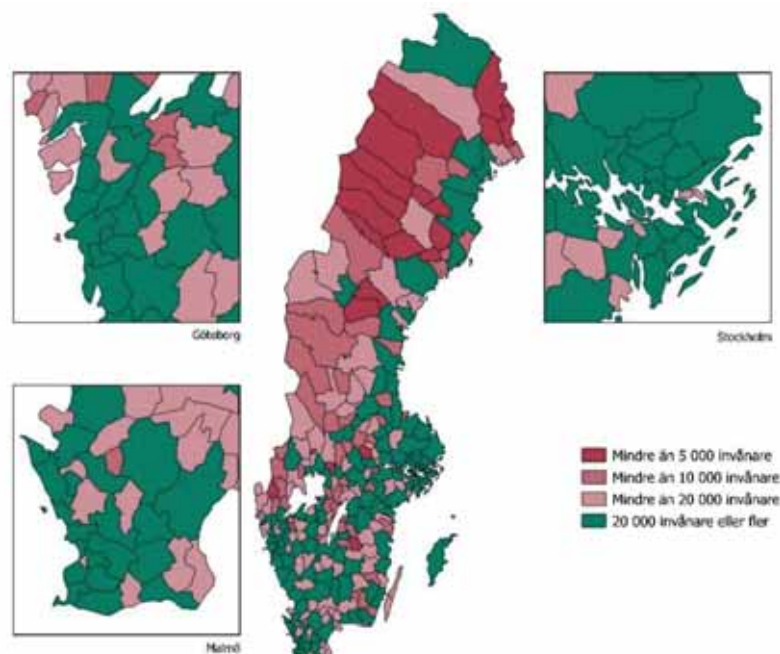 Göteborg
Stockholm
Mindre än 5 000 invånare
Mindre än 10 000 invånare
Mindre än 20 000 invånare
20 000 invånare eller fler
Malmö